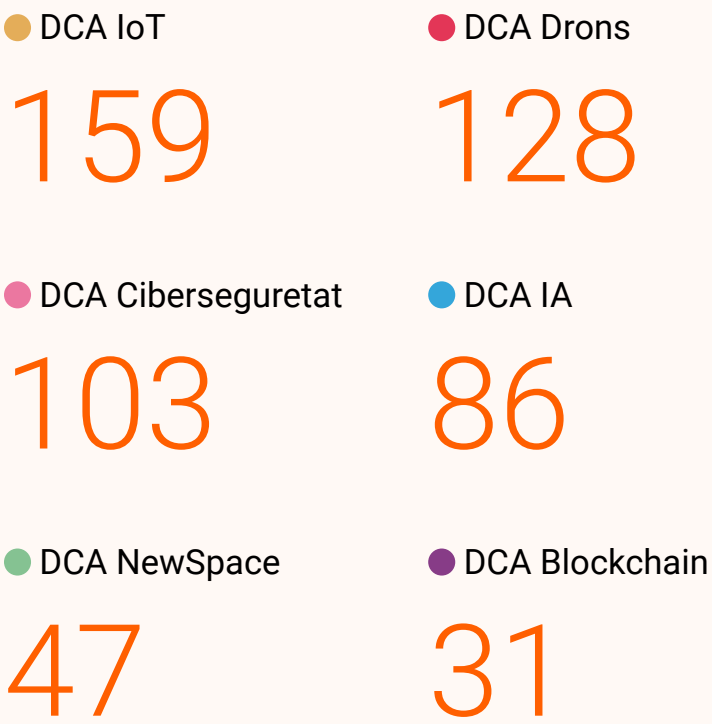 DCA IoT
159
DCA Drons
128
DCA Ciberseguretat
103
DCA IA
86
DCA NewSpace
47
DCA Blockchain
31